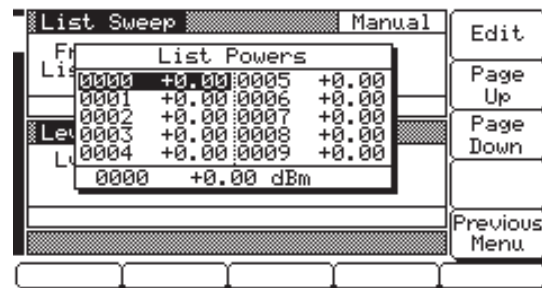 List Sweep Manual
Fr
Lis
List Powers
0000 +0.00 0005 +0.00
0001 +0.00 0006 +0.00
0002 +0.00 0007 +0.00
0003 +0.00 0008 +0.00
0004 +0.00 0009 +0.00
0000 +0.00 dBm
Lev
L
Edit
Page
Up
Page
Down
Previous
Menu